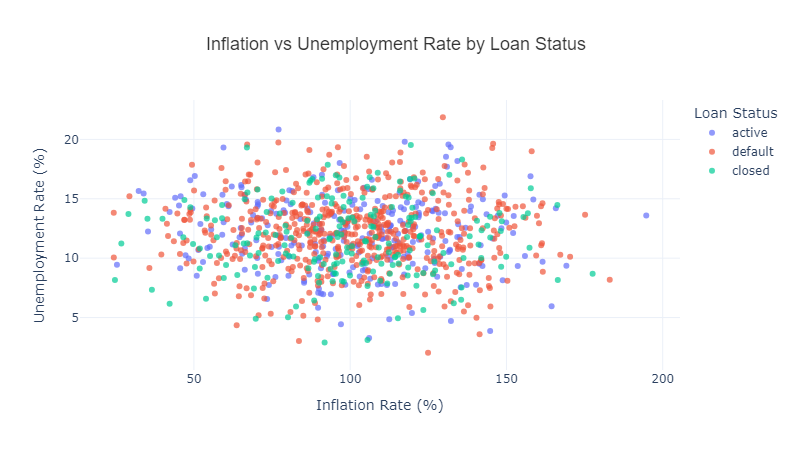 Inflation vs Unemployment Rate by Loan Status
Loan Status
active
default
closed
Unemployment Rate (%)
20
15
10
5
50
100
150
200
Inflation Rate (%)